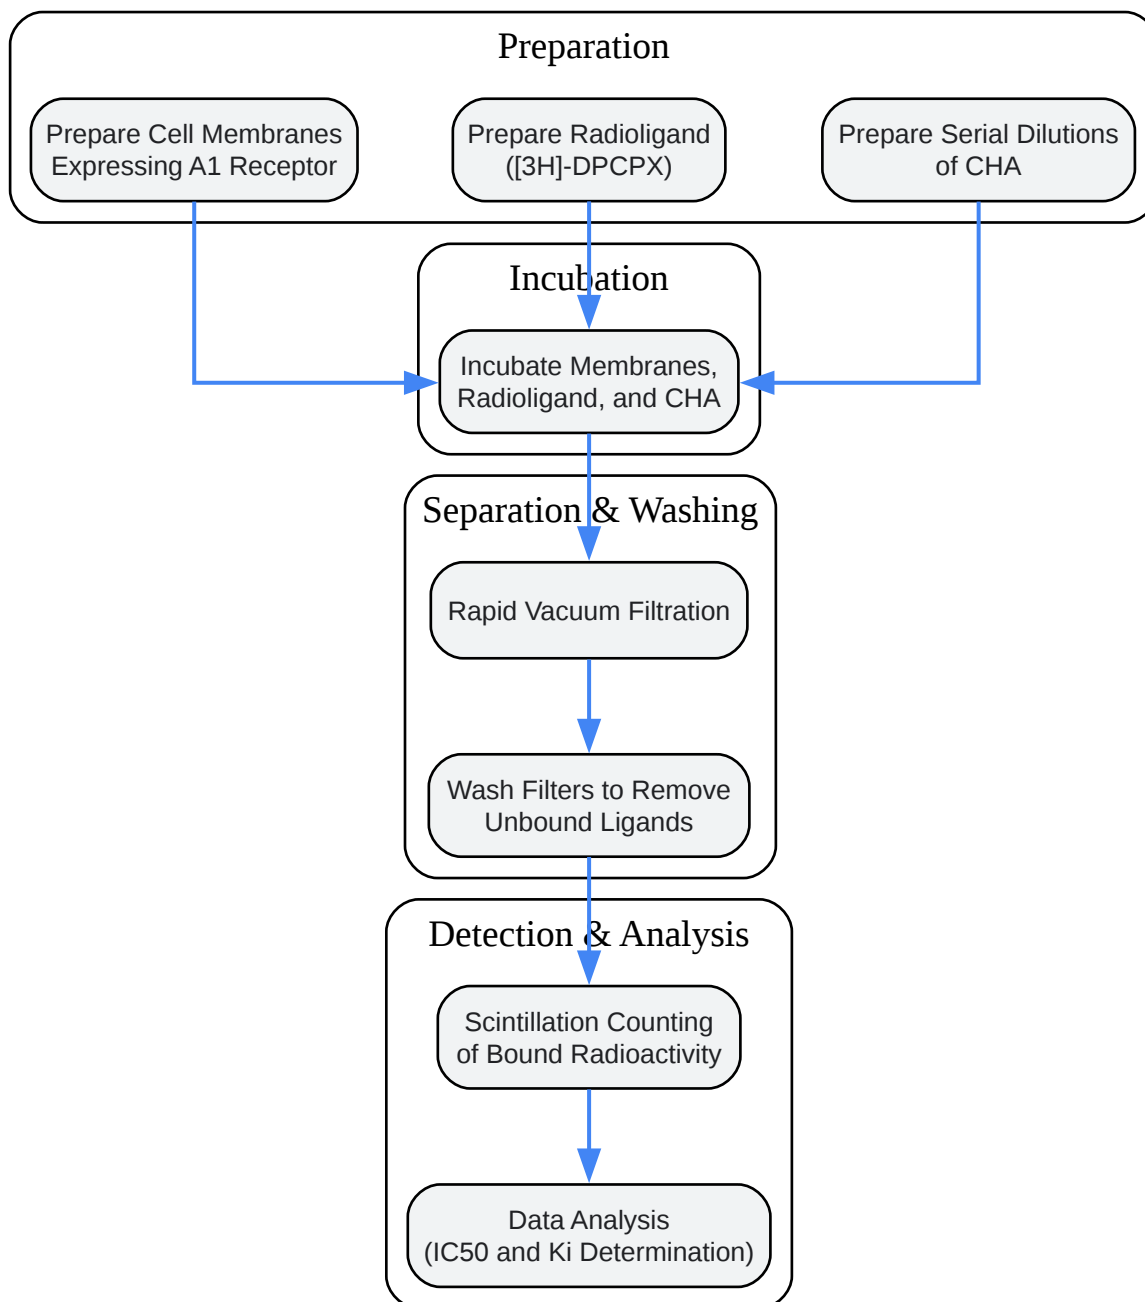 Preparation
Prepare Cell Membranes
Expressing A1 Receptor
Prepare Radioligand
([3H]-DPCPX)
Prepare Serial Dilutions
of CHA
Incubation
Incubate Membranes,
Radioligand, and CHA
Separation & Washing
Rapid Vacuum Filtration
Wash Filters to Remove
Unbound Ligands
Detection & Analysis
Scintillation Counting
of Bound Radioactivity
Data Analysis
(IC50 and Ki Determination)